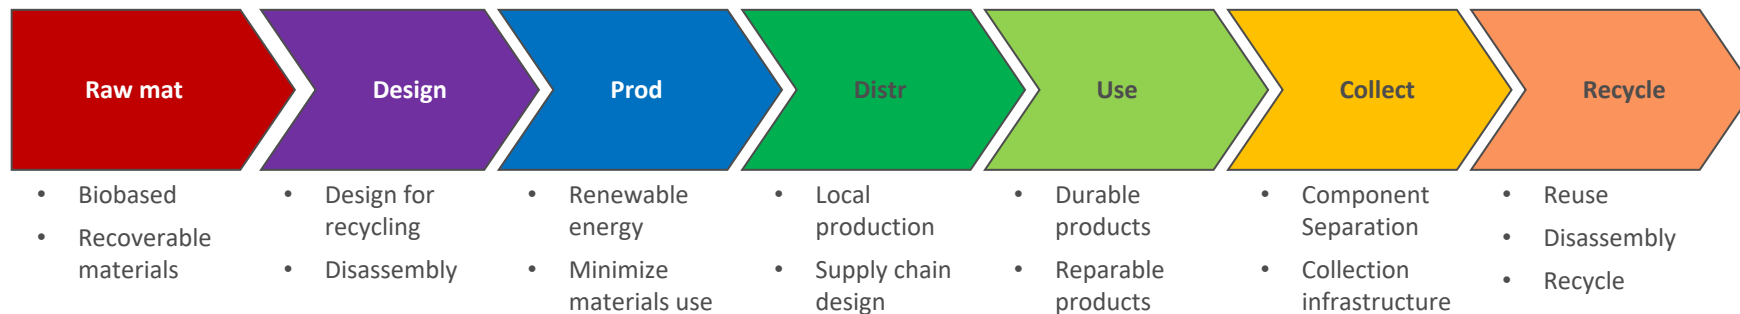 Raw mat
Design
Prod
Distr
Use
Collect
Recycle
• Biobased
• Recoverable
materials
• Design for
recycling
• Disassembly
• Renewable
energy
• Minimize
materials use
• Local
production
• Supply chain
design
• Durable
products
• Reparable
products
• Component
Separation
• Collection
infrastructure
• Reuse
• Disassembly
• Recycle